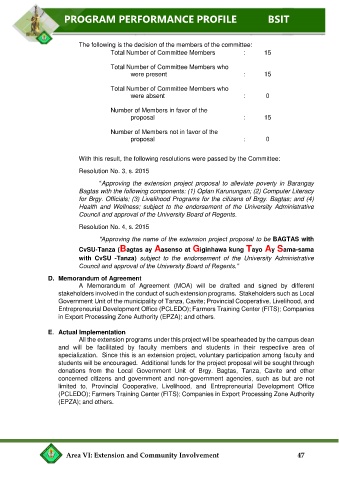 PROGRAM PERFORMANCE PROFILE BSIT
The following is the decision of the members of the committee:
Total Number of Committee Members : 15
Total Number of Committee Members who
were present : 15
Total Number of Committee Members who
were absent : 0
Number of Members in favor of the
proposal : 15
Number of Members not in favor of the
proposal : 0
With this result, the following resolutions were passed by the Committee:
Resolution No. 3, s. 2015
"Approving the extension project proposal to alleviate poverty in Barangay
Bagtas with the following components: (1) Oplan Karunungan; (2) Computer Literacy
for Brgy. Officials; (3) Livelihood Programs for the citizens of Brgy. Bagtas; and (4)
Health and Wellness; subject to the endorsement of the University Administrative
Council and approval of the University Board of Regents.
Resolution No. 4, s. 2015
"Approving the name of the extension project proposal to be BAGTAS with
CvSU-Tanza (Bagtas ay Aasenso at Giginhawa kung Tayo Ay Sama-sama
with CvSU -Tanza) subject to the endorsement of the University Administrative
Council and approval of the University Board of Regents."
D. Memorandum of Agreement
A Memorandum of Agreement (MOA) will be drafted and signed by different
stakeholders involved in the conduct of such extension programs. Stakeholders such as Local
Government Unit of the municipality of Tanza, Cavite; Provincial Cooperative, Livelihood, and
Entrepreneurial Development Office (PCLEDO); Farmers Training Center (FITS); Companies
in Export Processing Zone Authority (EPZA); and others.
E. Actual Implementation
All the extension programs under this project will be spearheaded by the campus dean
and will be facilitated by faculty members and students in their respective area of
specialization. Since this is an extension project, voluntary participation among faculty and
students will be encouraged. Additional funds for the project proposal will be sought through
donations from the Local Government Unit of Brgy. Bagtas, Tanza, Cavite and other
concerned citizens and government and non-government agencies, such as but are not
limited to, Provincial Cooperative, Livelihood, and Entrepreneurial Development Office
(PCLEDO); Farmers Training Center (FITS); Companies in Export Processing Zone Authority
(EPZA); and others.
Area VI: Extension and Community Involvement 47